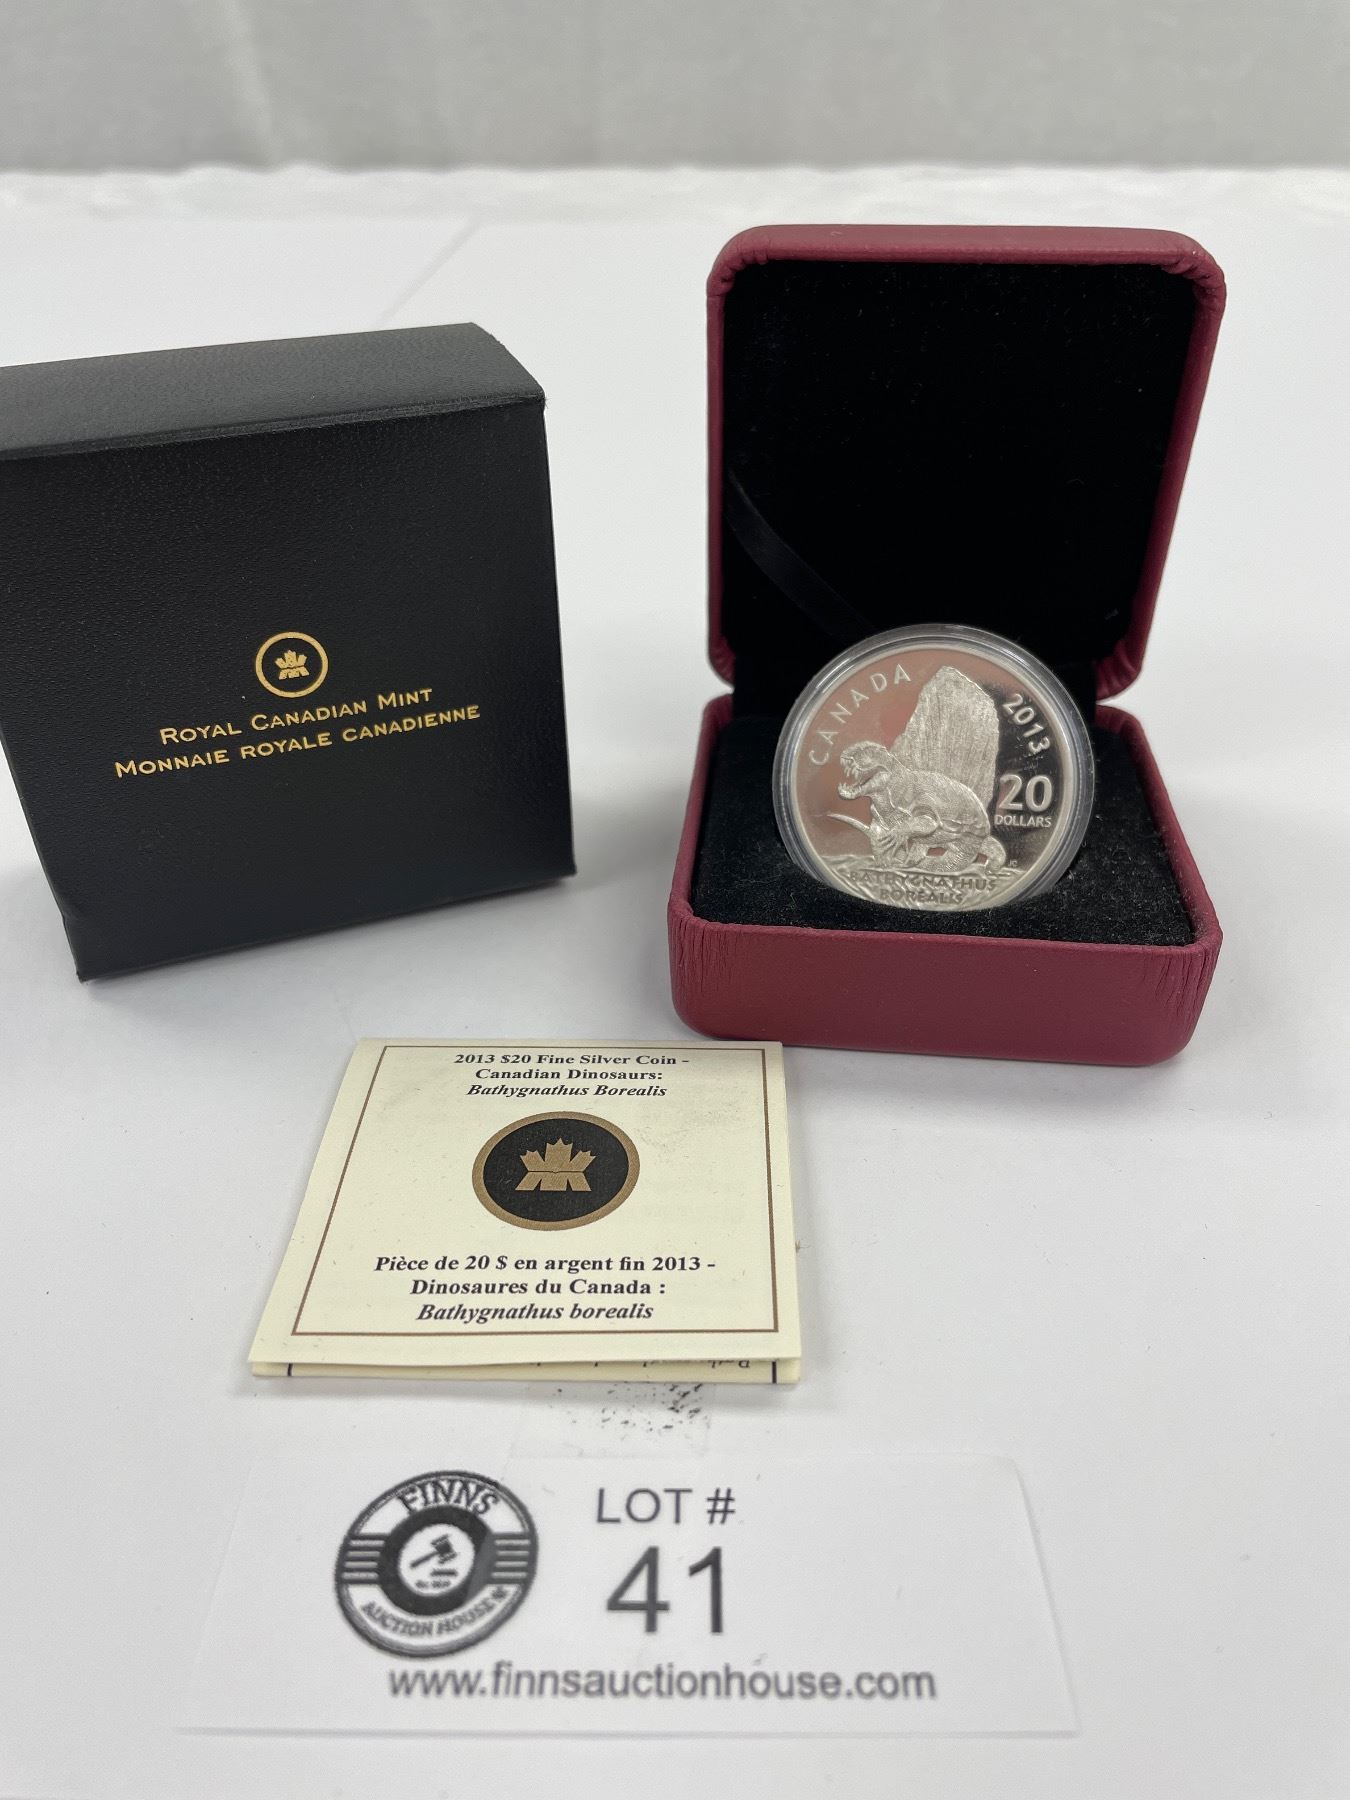 ROYAL CANADIAN MINT
MONNAIE ROYALE CANADIENNE
CANADA
2013
20
DOLLARS
JC
BATHYGNATHUS
BOREALIS
2013 $20 Fine Silver Coin -
Canadian Dinosaurs:
Bathygnathus Borealis
Pièce de 20 $ en argent fin 2013 -
Dinosaures du Canada :
Bathygnathus borealis
FINNS
AUCTION HOUSE
LOT #
41
www.finnsauctionhouse.com